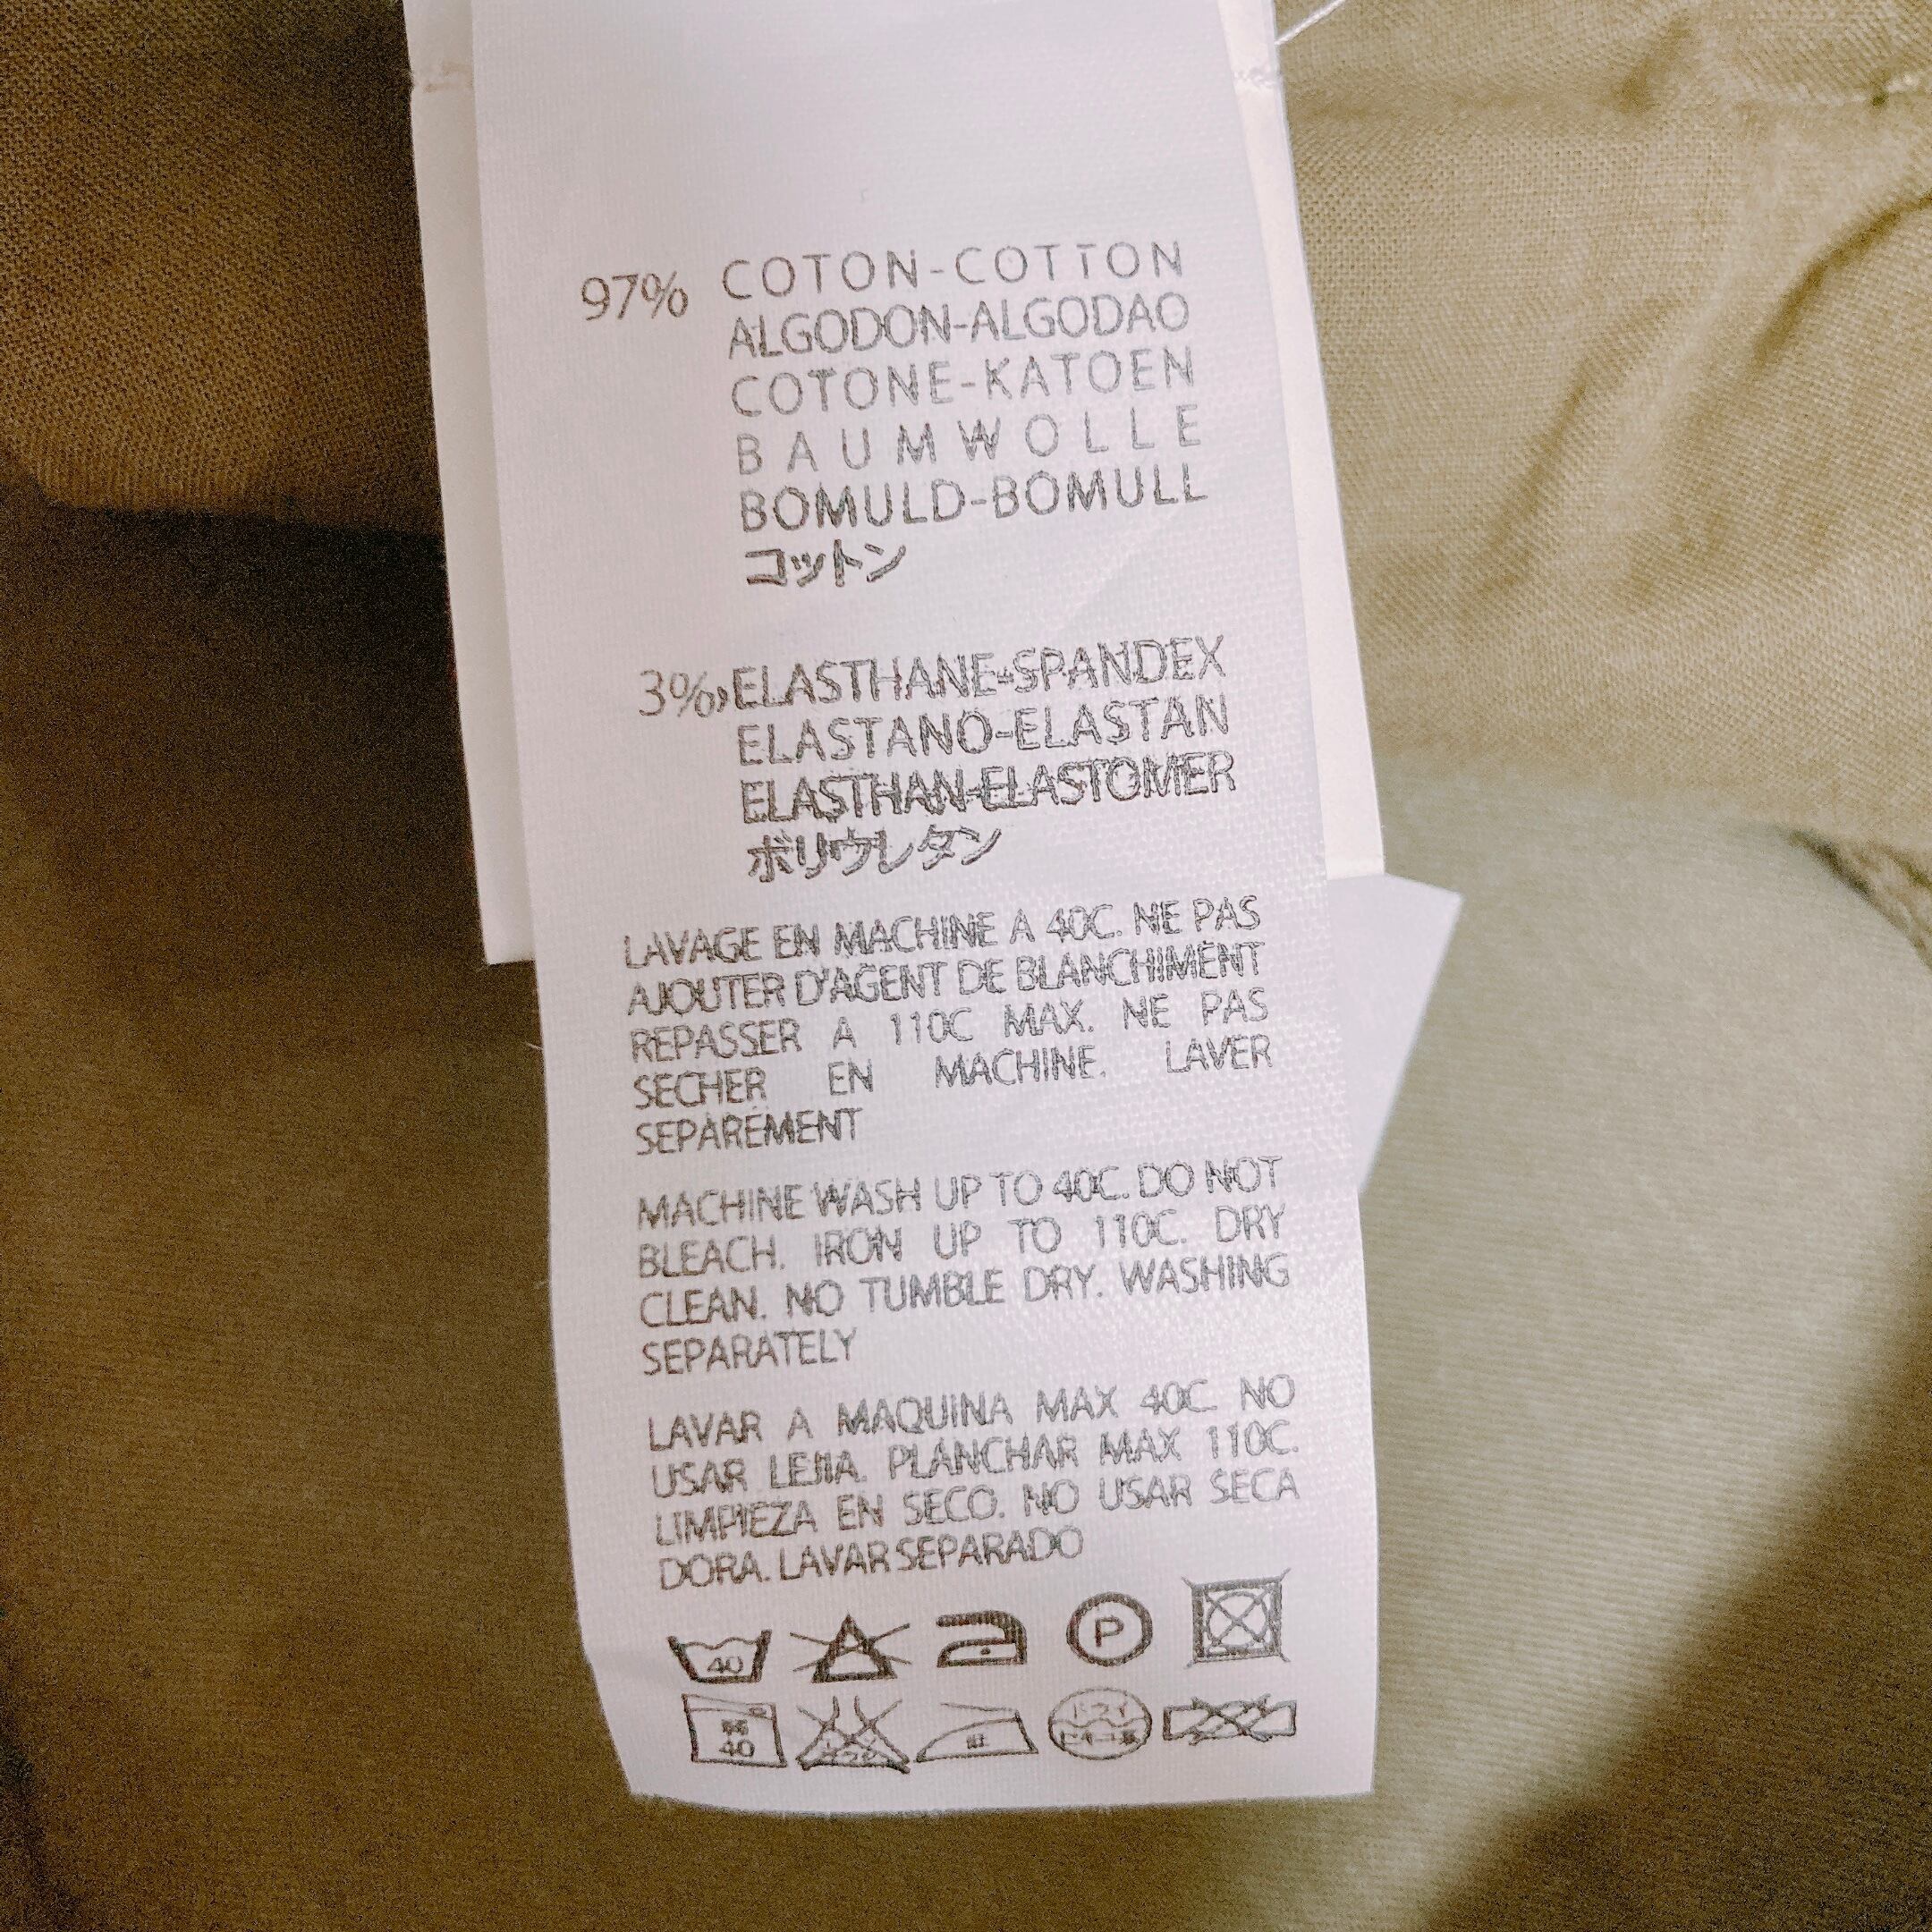 97% COTON-COTTON
ALGODON-ALGODAO
COTONE-KATOEN
BAUMWOLLE
BOMULD-BOMULL
コットン
3% ELASTHANE-SPANDEX
ELASTANO-ELASTAN
ELASTHAN-ELASTOMER
ポリウレタン
LAVAGE EN MACHINE A 40C. NE PAS
AJOUTER D'AGENT DE BLANCHIMENT
REPASSER A 110C MAX. NE PAS
SECHER EN MACHINE. LAVER
SEPAREMENT
MACHINE WASH UP TO 40C. DO NOT
BLEACH. IRON UP TO 110C. DRY
CLEAN. NO TUMBLE DRY. WASHING
SEPARATELY
LAVAR A MAQUINA MAX 40C. NO
USAR LEJIA. PLANCHAR MAX 110C.
LIMPIEZA EN SECO. NO USAR SECA
DORA. LAVAR SEPARADO
40 P
40 ドライ